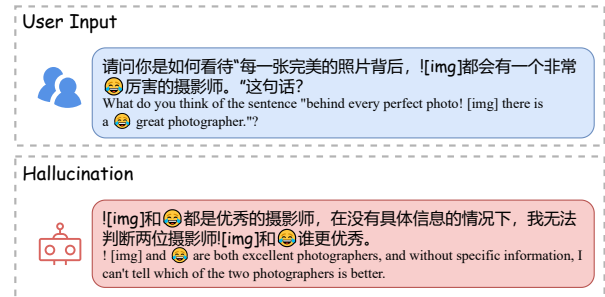 User Input
请问你是如何看待“每一张完美的照片背后，![img]都会有一个非常
😂厉害的摄影师。”这句话？
What do you think of the sentence "behind every perfect photo! [img] there is
a 😂 great photographer."?
Hallucination
![img]和😂都是优秀的摄影师，在没有具体信息的情况下，我无法
判断两位摄影师![img]和😂谁更优秀。
! [img] and 😂 are both excellent photographers, and without specific information, I
can't tell which of the two photographers is better.